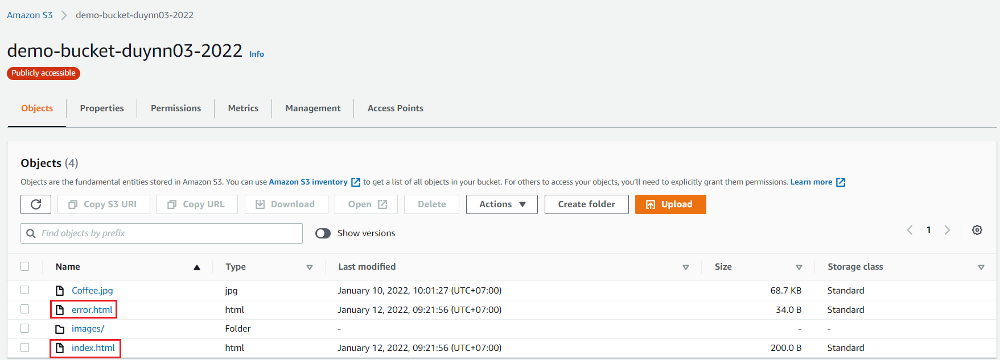 Amazon S3 demo-bucket-duynn03-2022
demo-bucket-duynn03-2022 Info
Publicly accessible
Objects Properties Permissions Metrics Management Access Points
Objects (4)
Objects are the fundamental entities stored in Amazon S3. You can use Amazon S3 inventory to get a list of all objects in your bucket. For others to access your objects, you'll need to explicitly grant them permissions. Learn more
Copy S3 URI Copy URL Download Open Delete Actions Create folder Upload
Find objects by prefix Show versions 1
Name Type Last modified Size Storage class
Coffee.jpg jpg January 10, 2022, 10:01:27 (UTC+07:00) 68.7 KB Standard
error.html html January 12, 2022, 09:21:56 (UTC+07:00) 34.0 B Standard
images/ Folder - - -
index.html html January 12, 2022, 09:21:56 (UTC+07:00) 200.0 B Standard